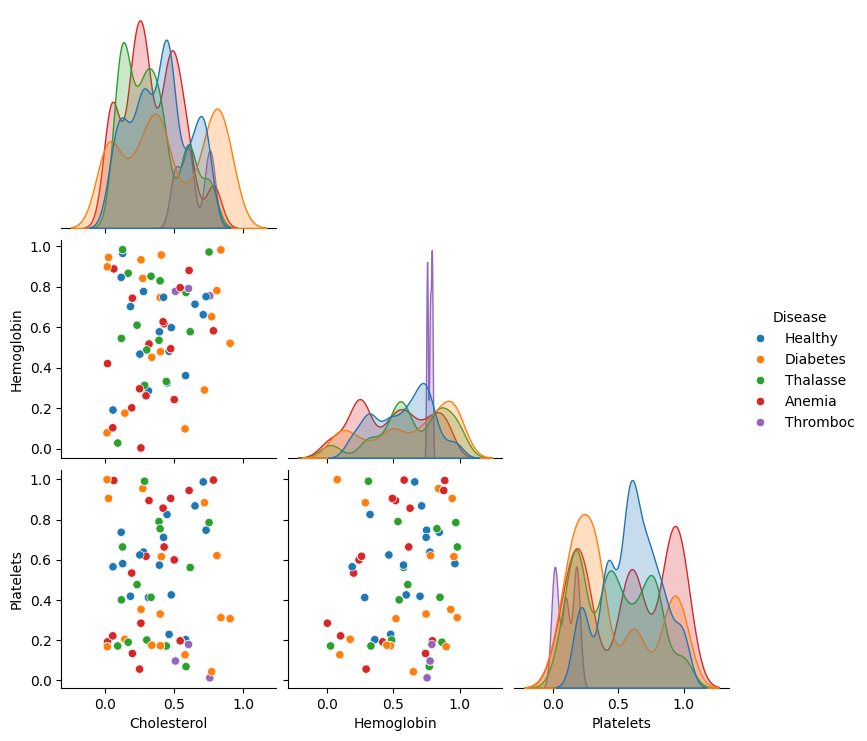 1.0
0.8
0.6
0.4
0.2
0.0
Hemoglobin
Disease
Healthy
Diabetes
Thalasse
Anemia
Thromboc
1.0
0.8
0.6
0.4
0.2
0.0
Platelets
0.0 0.5 1.0
Cholesterol
0.0 0.5 1.0
Hemoglobin
0.0 0.5 1.0
Platelets